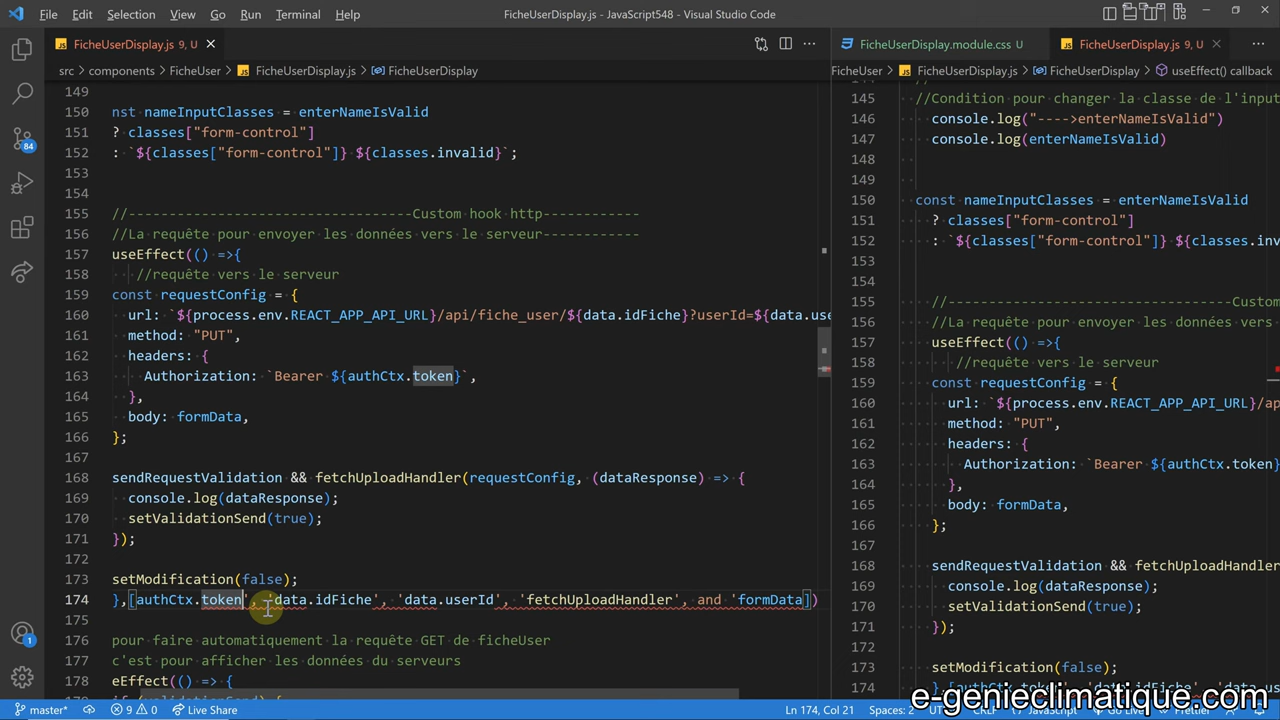 File Edit Selection View Go Run Terminal Help
FicheUserDisplay.js - JavaScript548 - Visual Studio Code
FicheUserDisplay.js 9, U
src > components > FicheUser > FicheUserDisplay.js > FicheUserDisplay
149
150 nst nameInputClasses = enterNameIsValid
151 ? classes["form-control"]
152 : `${classes["form-control"]} ${classes.invalid}`;
153
154
155 //----------------------------------Custom hook http------------
156 //La requête pour envoyer les données vers le serveur------------
157 useEffect(() =>{
158 //requête vers le serveur
159 const requestConfig = {
160 url: `${process.env.REACT_APP_API_URL}/api/fiche_user/${data.idFiche}?userId=${data.use
161 method: "PUT",
162 headers: {
163 Authorization: `Bearer ${authCtx.token}`,
164 },
165 body: formData,
166 };
167
168 sendRequestValidation && fetchUploadHandler(requestConfig, (dataResponse) => {
169 console.log(dataResponse);
170 setValidationSend(true);
171 });
172
173 setModification(false);
174 },[authCtx.token', 'data.idFiche', 'data.userId', 'fetchUploadHandler', and 'formData])
175
176 pour faire automatiquement la requête GET de ficheUser
177 c'est pour afficher les données du serveurs
178 eEffect(() => {
179 if (validationSend) {
FicheUserDisplay.module.css U
FicheUserDisplay.js 9, U
FicheUser > FicheUserDisplay.js > FicheUserDisplay > useEffect() callback
145 //Condition pour changer la classe de l'input
146 console.log("---->enterNameIsValid")
147 console.log(enterNameIsValid)
148
149
150 const nameInputClasses = enterNameIsValid
151 ? classes["form-control"]
152 : `${classes["form-control"]} ${classes.inva
153
154
155 //----------------------------------Custom
156 //La requête pour envoyer les données vers
157 useEffect(() =>{
158 //requête vers le serveur
159 const requestConfig = {
160 url: `${process.env.REACT_APP_API_URL}/ap
161 method: "PUT",
162 headers: {
163 Authorization: `Bearer ${authCtx.token}
164 },
165 body: formData,
166 };
167
168 sendRequestValidation && fetchUploadHandler
169 console.log(dataResponse);
170 setValidationSend(true);
171 });
172
173 setModification(false);
174
84
1
master*
9 0
Live Share
Ln 174, Col 21
Spaces: 2
e-genieclimatique.com